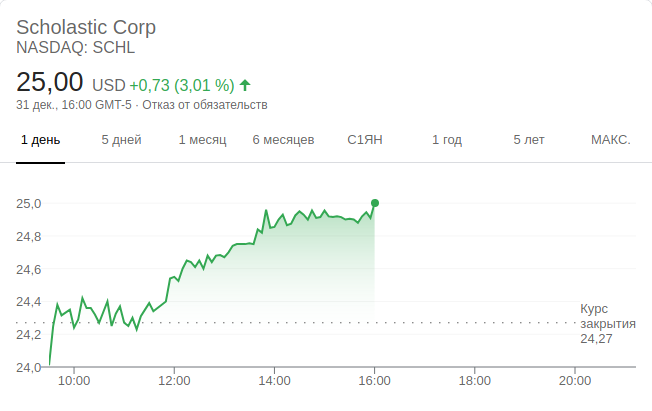 Scholastic Corp
NASDAQ: SCHL
25,00 USD +0,73 (3,01 %)
31 дек., 16:00 GMT-5 · Отказ от обязательств
1 день 5 дней 1 месяц 6 месяцев С1ЯН 1 год 5 лет МАКС.
25,0
24,8
24,6
24,4
Курс
закрытия
24,27
24,2
24,0
10:00 12:00 14:00 16:00 18:00 20:00